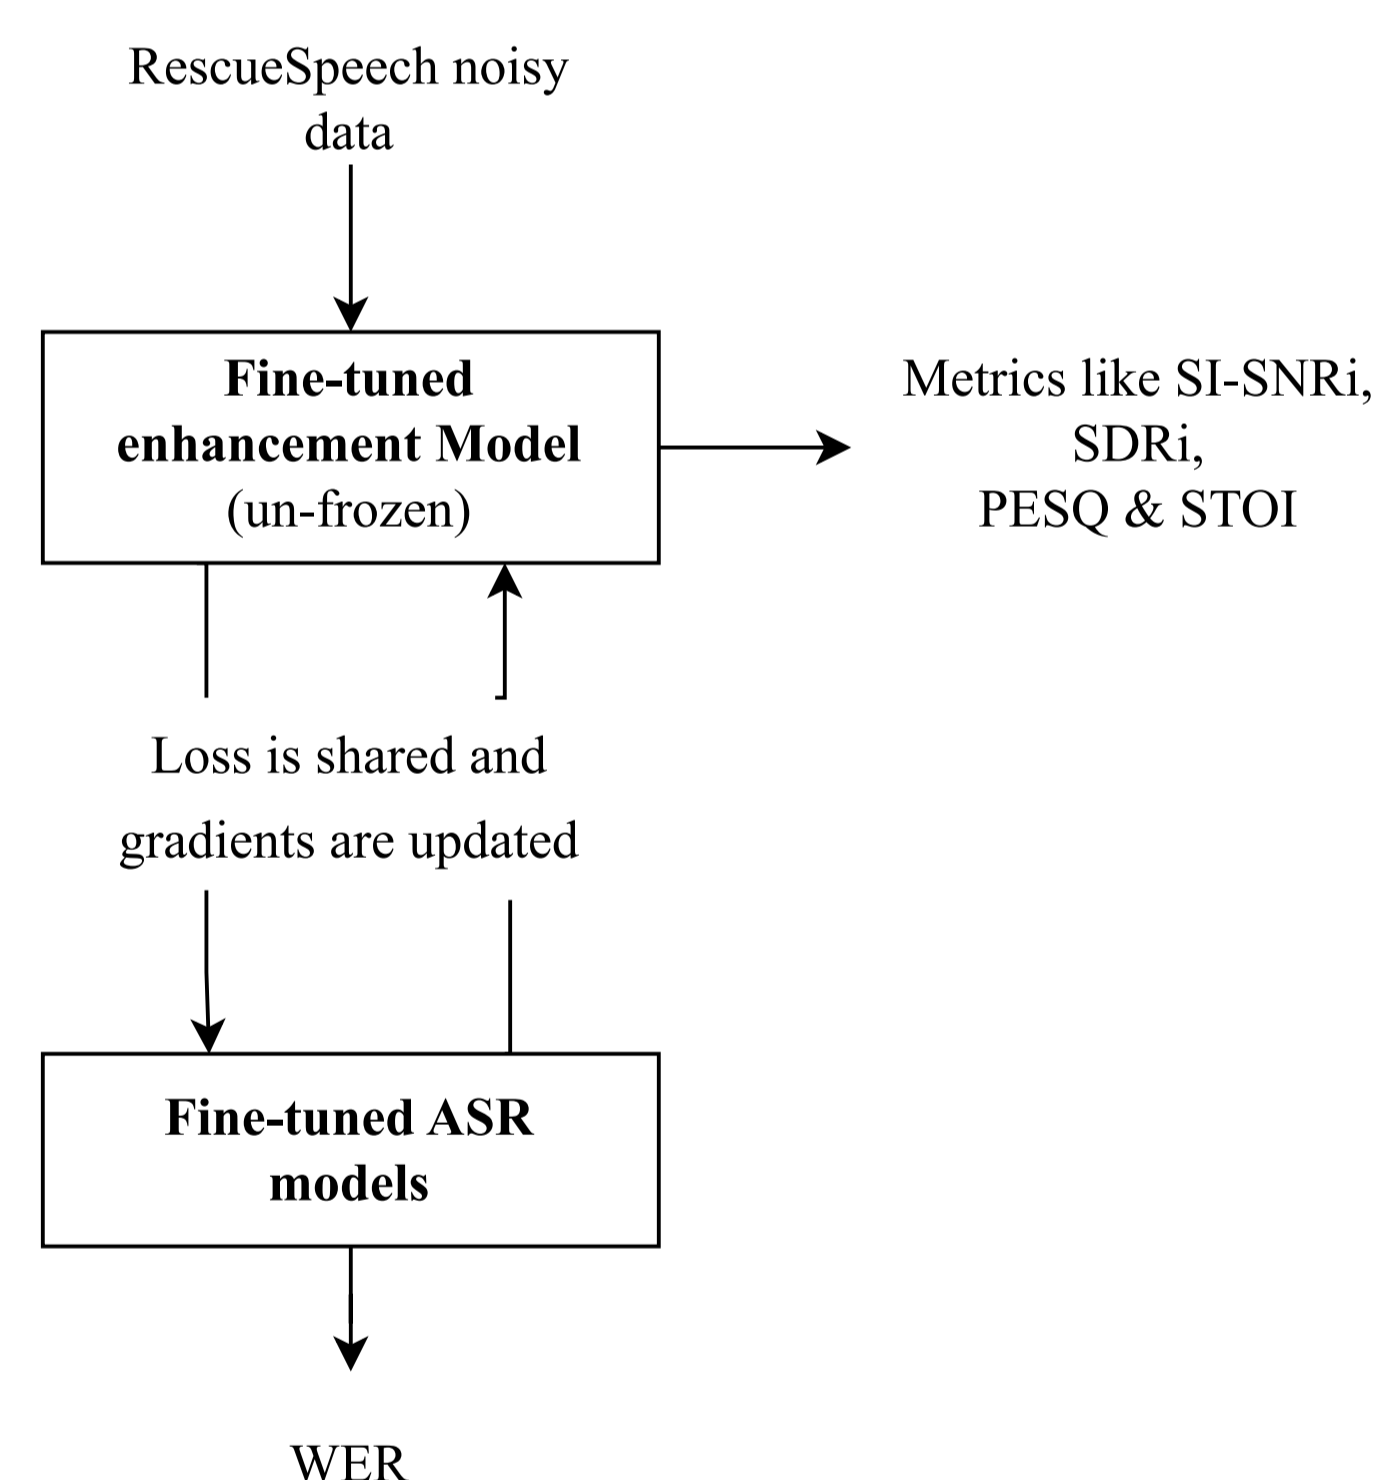 RescueSpeech noisy
data
Fine-tuned
enhancement Model
(un-frozen)
Metrics like SI-SNRi,
SDRi,
PESQ & STOI
Loss is shared and
gradients are updated
Fine-tuned ASR
models
WER